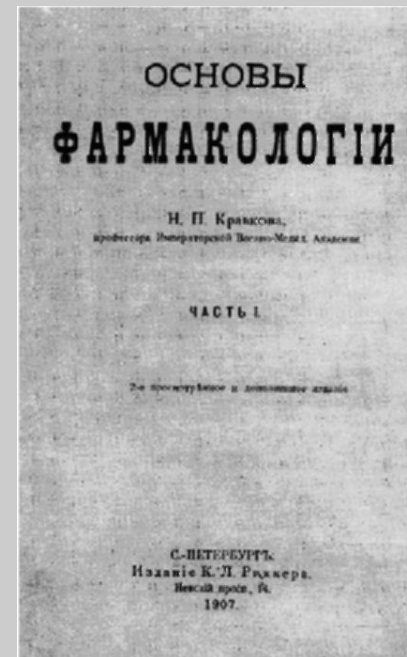 ОСНОВЫ
ФАРМАКОЛОГІИ
Н. П. Кравкова,
профессора Императорской Военно-Медиц. Академіи
ЧАСТЬ I.
2-е просмотрѣнное и дополненное изданіе
С.-ПЕТЕРБУРГЪ.
Изданіе К. Л. Риккера.
Невскій просп., 14.
1907.